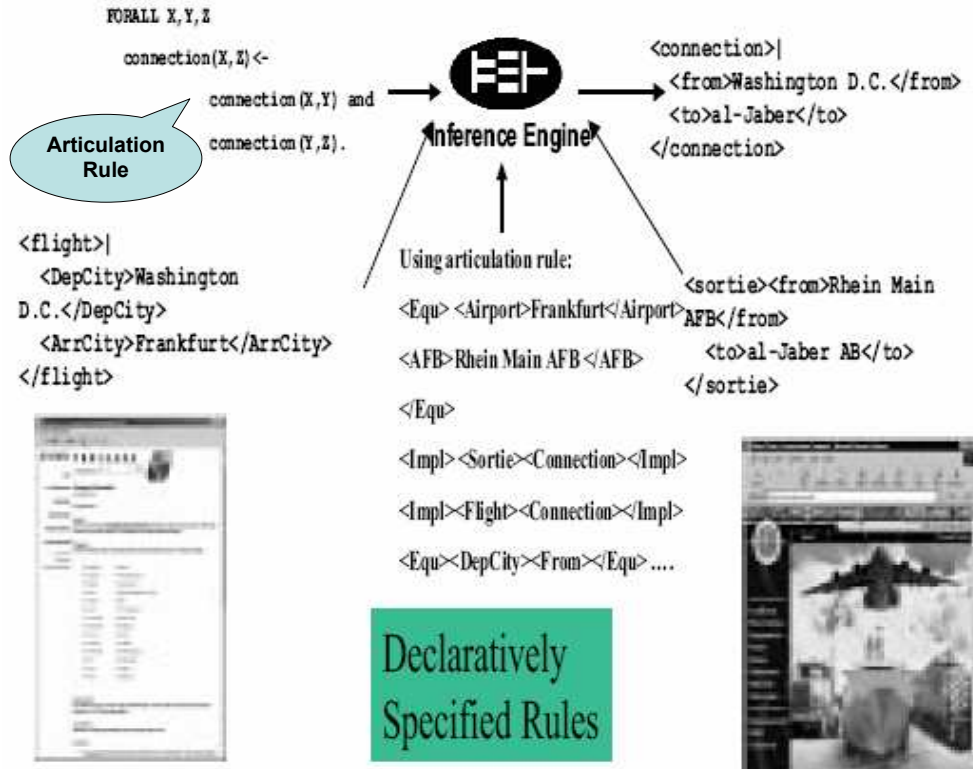 FORALL X,Y,Z
connection(X,Z)<-
connection(X,Y) and
connection(Y,Z).
Articulation
Rule
Inference Engine
<connection>|
<from>Washington D.C.</from>
<to>al-Jaber</to>
</connection>
<flight>|
<DepCity>Washington
D.C.</DepCity>
<ArrCity>Frankfurt</ArrCity>
</flight>
Using articulation rule:
<Equ> <Airport>Frankfurt</Airport>
<AFB>Rhein Main AFB </AFB>
</Equ>
<Impl><Sortie><Connection></Impl>
<Impl><Flight><Connection></Impl>
<Equ><DepCity><From></Equ> ....
<sortie><from>Rhein Main
AFB</from>
<to>al-Jaber AB</to>
</sortie>
Declaratively
Specified Rules